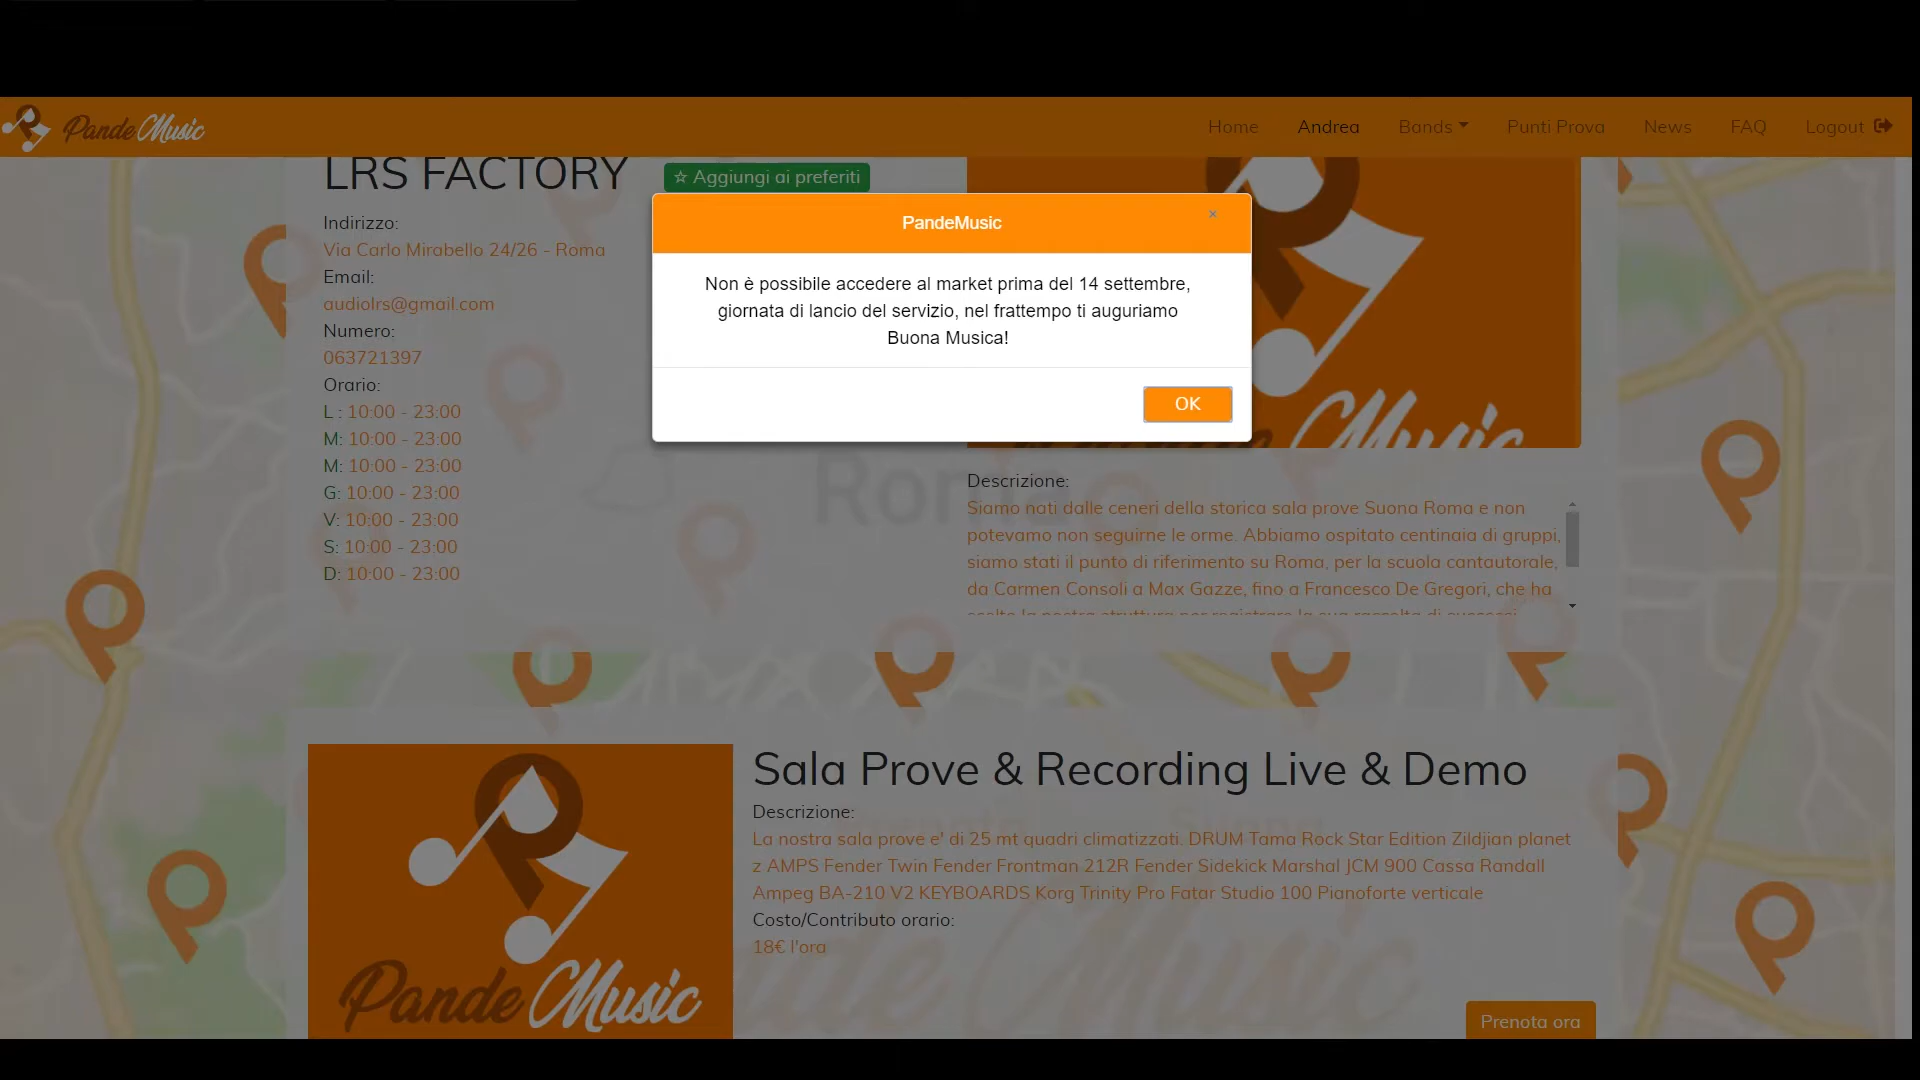 PandeMusic
Home Andrea Bands Punti Prova News FAQ Logout
LRS FACTORY
☆ Aggiungi ai preferiti
Indirizzo:
Via Carlo Mirabello 24/26 - Roma
Email:
audiolrs@gmail.com
Numero:
063721397
Orario:
L : 10:00 - 23:00
M: 10:00 - 23:00
M: 10:00 - 23:00
G: 10:00 - 23:00
V: 10:00 - 23:00
S: 10:00 - 23:00
D: 10:00 - 23:00
PandeMusic
×
Non è possibile accedere al market prima del 14 settembre,
giornata di lancio del servizio, nel frattempo ti auguriamo
Buona Musica!
OK
Roma
Descrizione:
Siamo nati dalle ceneri della storica sala prove Suona Roma e non
potevamo non seguirne le orme. Abbiamo ospitato centinaia di gruppi,
siamo stati il punto di riferimento su Roma, per la scuola cantautorale,
da Carmen Consoli a Max Gazze, fino a Francesco De Gregori, che ha
PandeMusic
Sala Prove & Recording Live & Demo
Descrizione:
La nostra sala prove e' di 25 mt quadri climatizzati. DRUM Tama Rock Star Edition Zildjian planet
z AMPS Fender Twin Fender Frontman 212R Fender Sidekick Marshal JCM 900 Cassa Randall
Ampeg BA-210 V2 KEYBOARDS Korg Trinity Pro Fatar Studio 100 Pianoforte verticale
Costo/Contributo orario:
18€ l'ora
Prenota ora